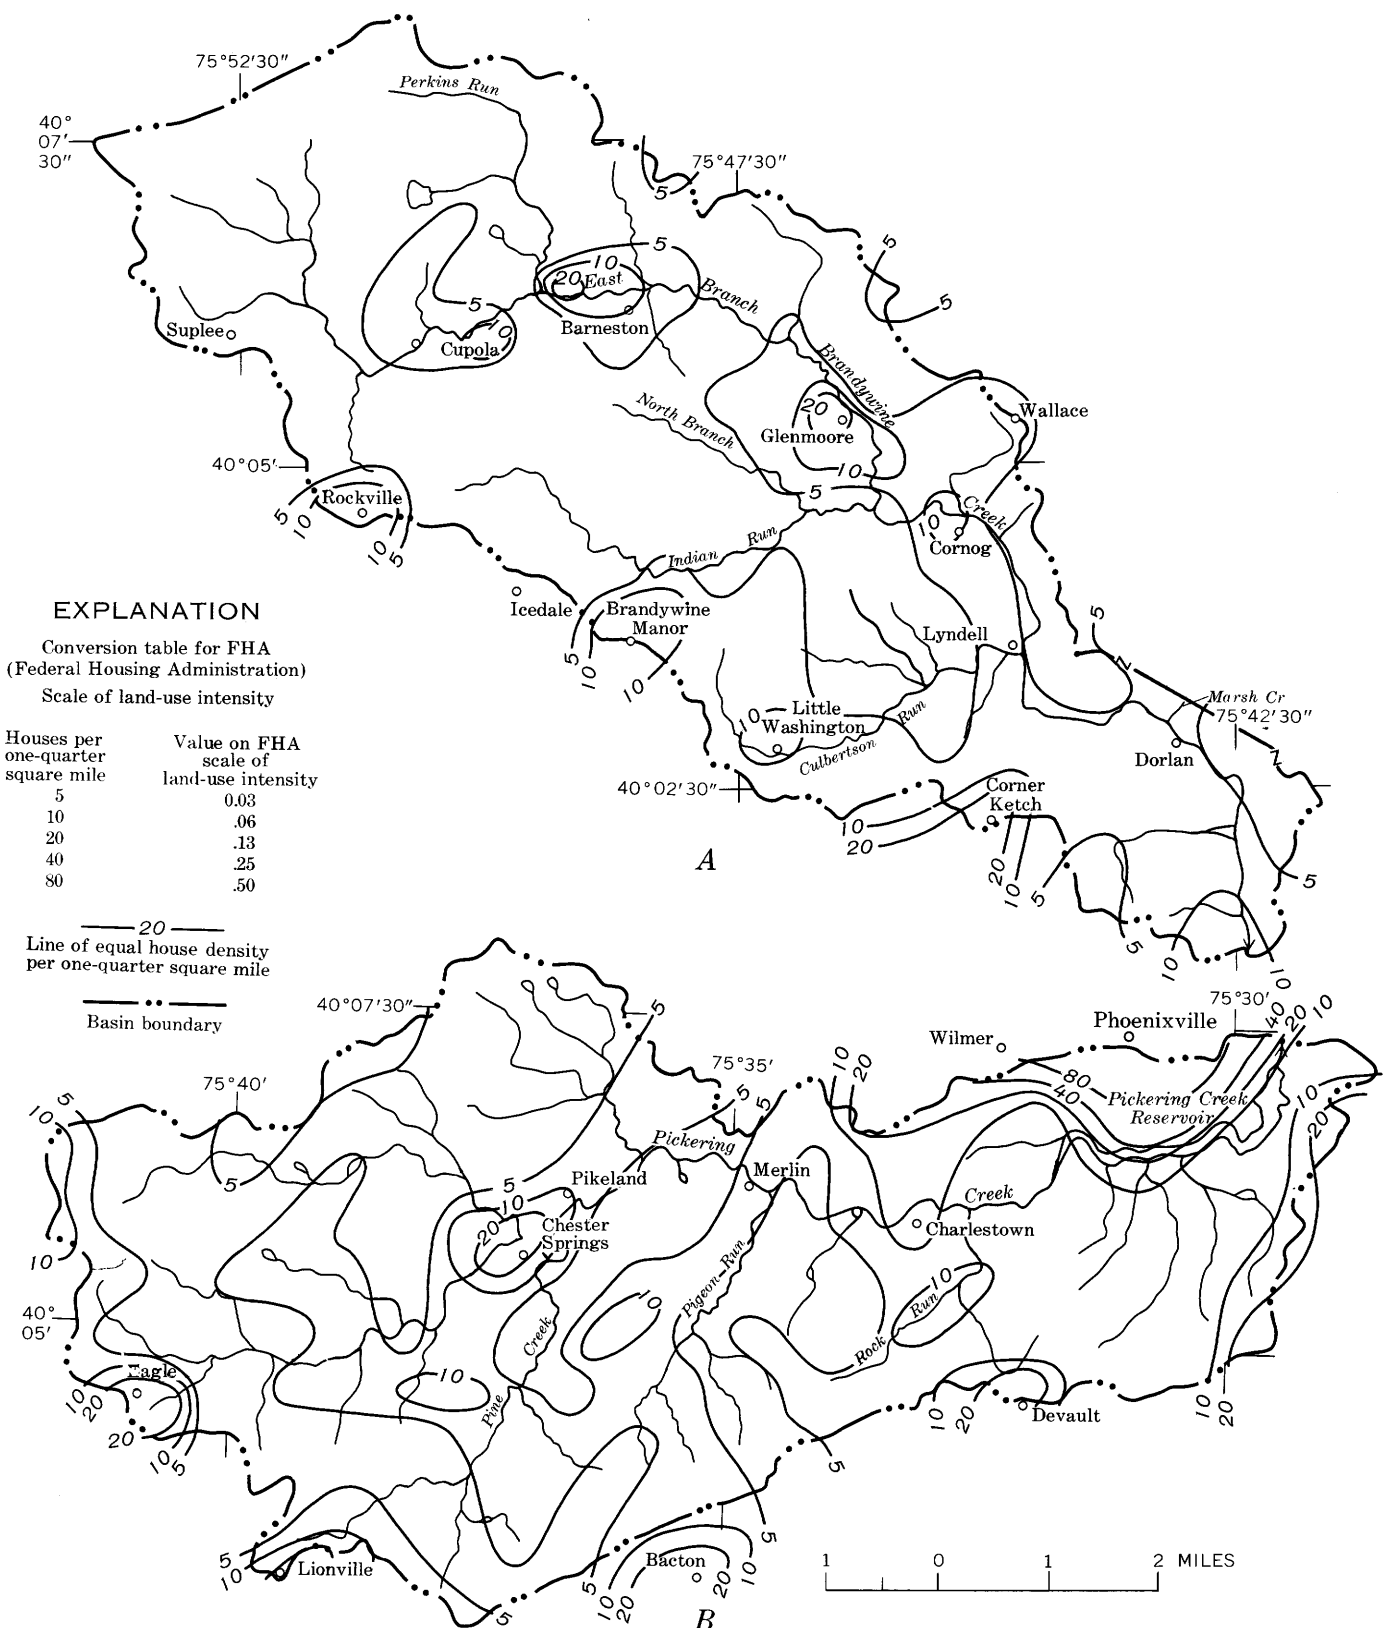 75°52'30"
Perkins Run
40°
07'
30"
75°47'30"
5
5
5
5
10
20 East
Branch
5
10
Suplee
Cupola
Barneston
Brandywine
North Branch
20
Glenmoore
Wallace
10
40°05'
5
Rockville
5
10
10
5
Creek
10
Cornog
Indian Run
Icedale
Brandywine
Manor
5
10
10
Lyndell
5
Z
Marsh Cr
75°42'30"
Z
10
Little
Washington
Run
Culbertson
Dorlan
40°02'30"
Corner
Ketch
10
20
20
10
5
5
5
10
10
A
EXPLANATION
Conversion table for FHA
(Federal Housing Administration)
Scale of land-use intensity
Houses per one-quarter square mile
Value on FHA scale of land-use intensity
5 0.03
10 .06
20 .13
40 .25
80 .50
20
Line of equal house density
per one-quarter square mile
Basin boundary
40°07'30"
5
75°30'
40
20
10
Phoenixville
Wilmer
75°40'
75°35'
10
20
80
40
Pickering Creek
Reservoir
10
20
5
10
5
5
Pickering
5
5
Merlin
Pikeland
10
20
Chester
Springs
Creek
Charlestown
10
10
Pigeon Run
10
Run
Rock
40°
05'
Creek
Pine
10
Eagle
10
20
20
10
5
10
20
Devault
10
20
5
5
5
10
Lionville
5
5
10
20
Bacton
20
10
B
1 0 1 2 MILES